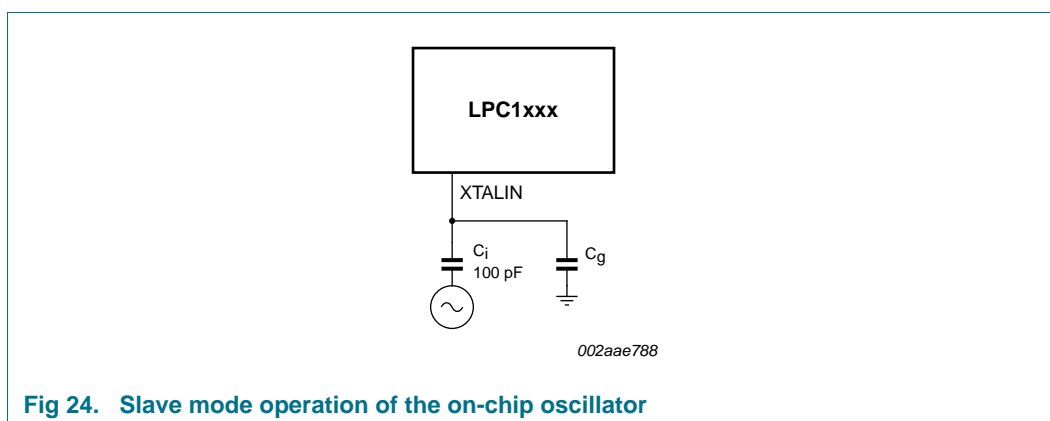 LPC1xxx
XTALIN
Ci
100 pF
Cg
002aae788
Fig 24. Slave mode operation of the on-chip oscillator